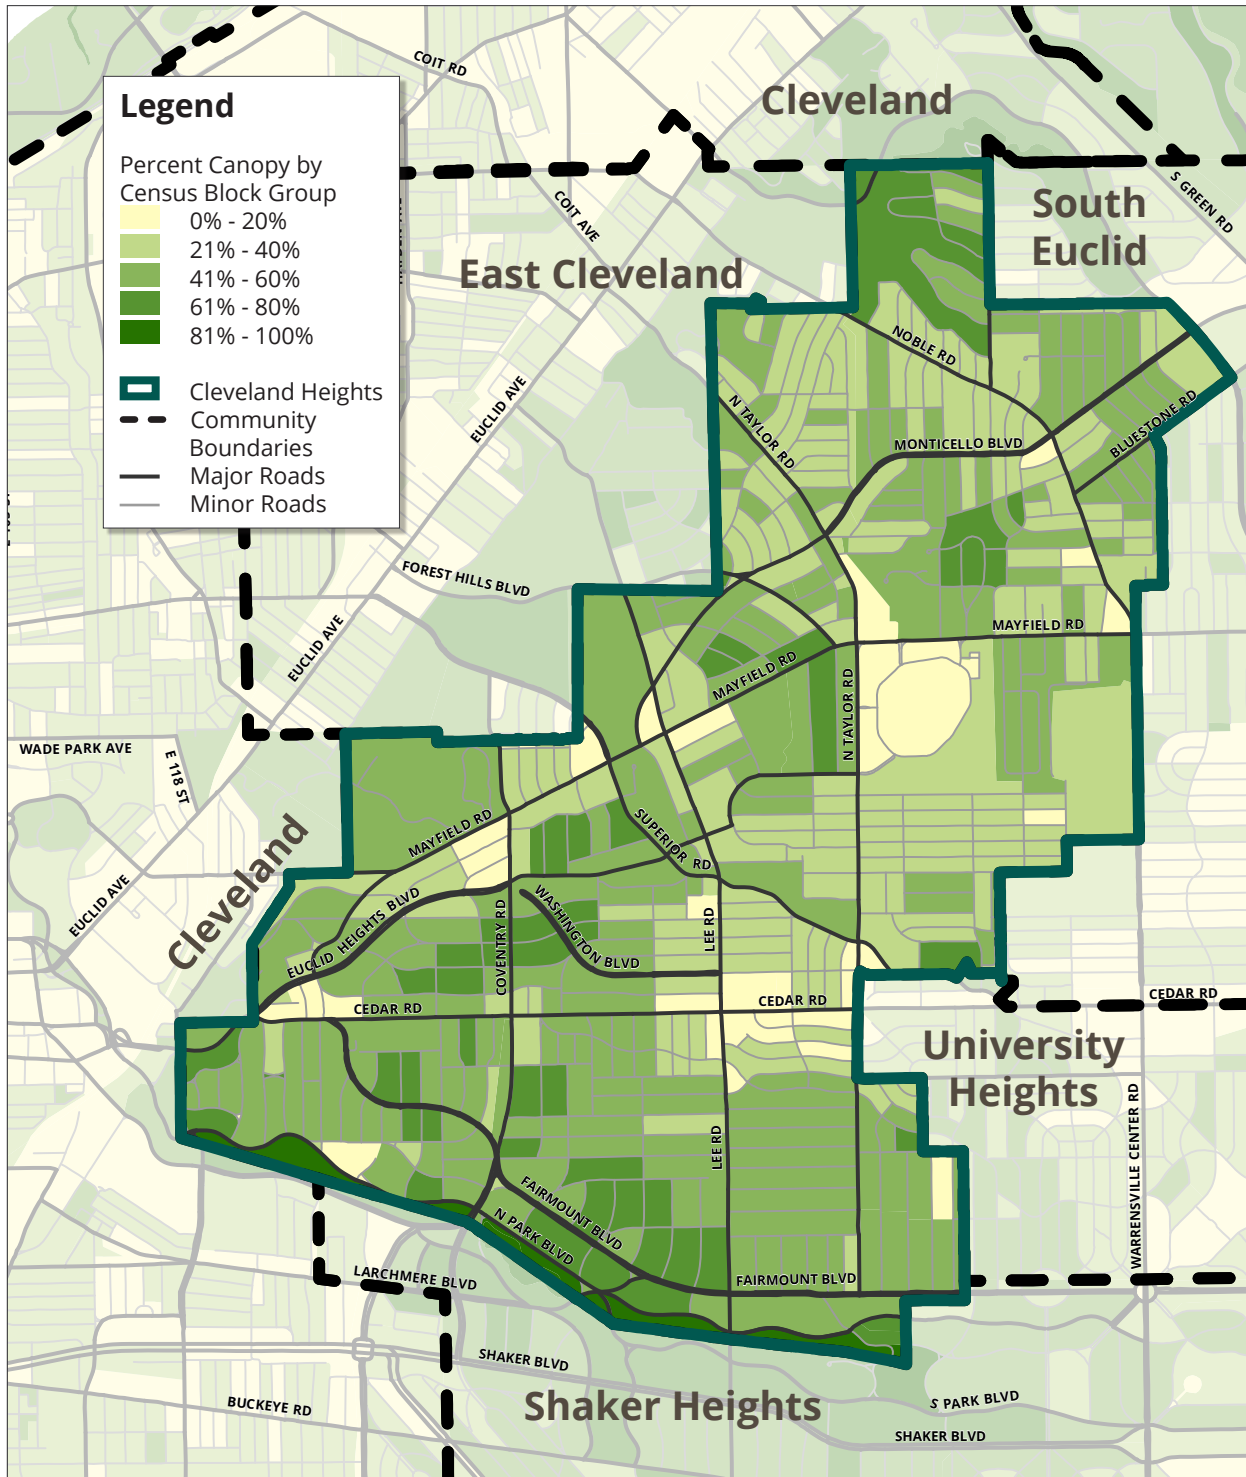 COIT RD
Cleveland
Legend
Percent Canopy by
Census Block Group
0% - 20%
21% - 40%
41% - 60%
61% - 80%
81% - 100%
Cleveland Heights
Community
Boundaries
Major Roads
Minor Roads
S GREEN RD
COIT AVE
South
Euclid
East Cleveland
NOBLE RD
EUCLID AVE
N TAYLOR RD
MONTICELLO BLVD
BLUESTONE RD
FOREST HILLS BLVD
EUCLID AVE
MAYFIELD RD
MAYFIELD RD
N TAYLOR RD
WADE PARK AVE
E 118 ST
MAYFIELD RD
SUPERIOR RD
Cleveland
EUCLID AVE
EUCLID HEIGHTS BLVD
COVENTRY RD
WASHINGTON BLVD
LEE RD
CEDAR RD
CEDAR RD
CEDAR RD
University
Heights
WARRENSVILLE CENTER RD
LEE RD
FAIRMOUNT BLVD
N PARK BLVD
LARCHMERE BLVD
FAIRMOUNT BLVD
SHAKER BLVD
Shaker Heights
BUCKEYE RD
S PARK BLVD
SHAKER BLVD